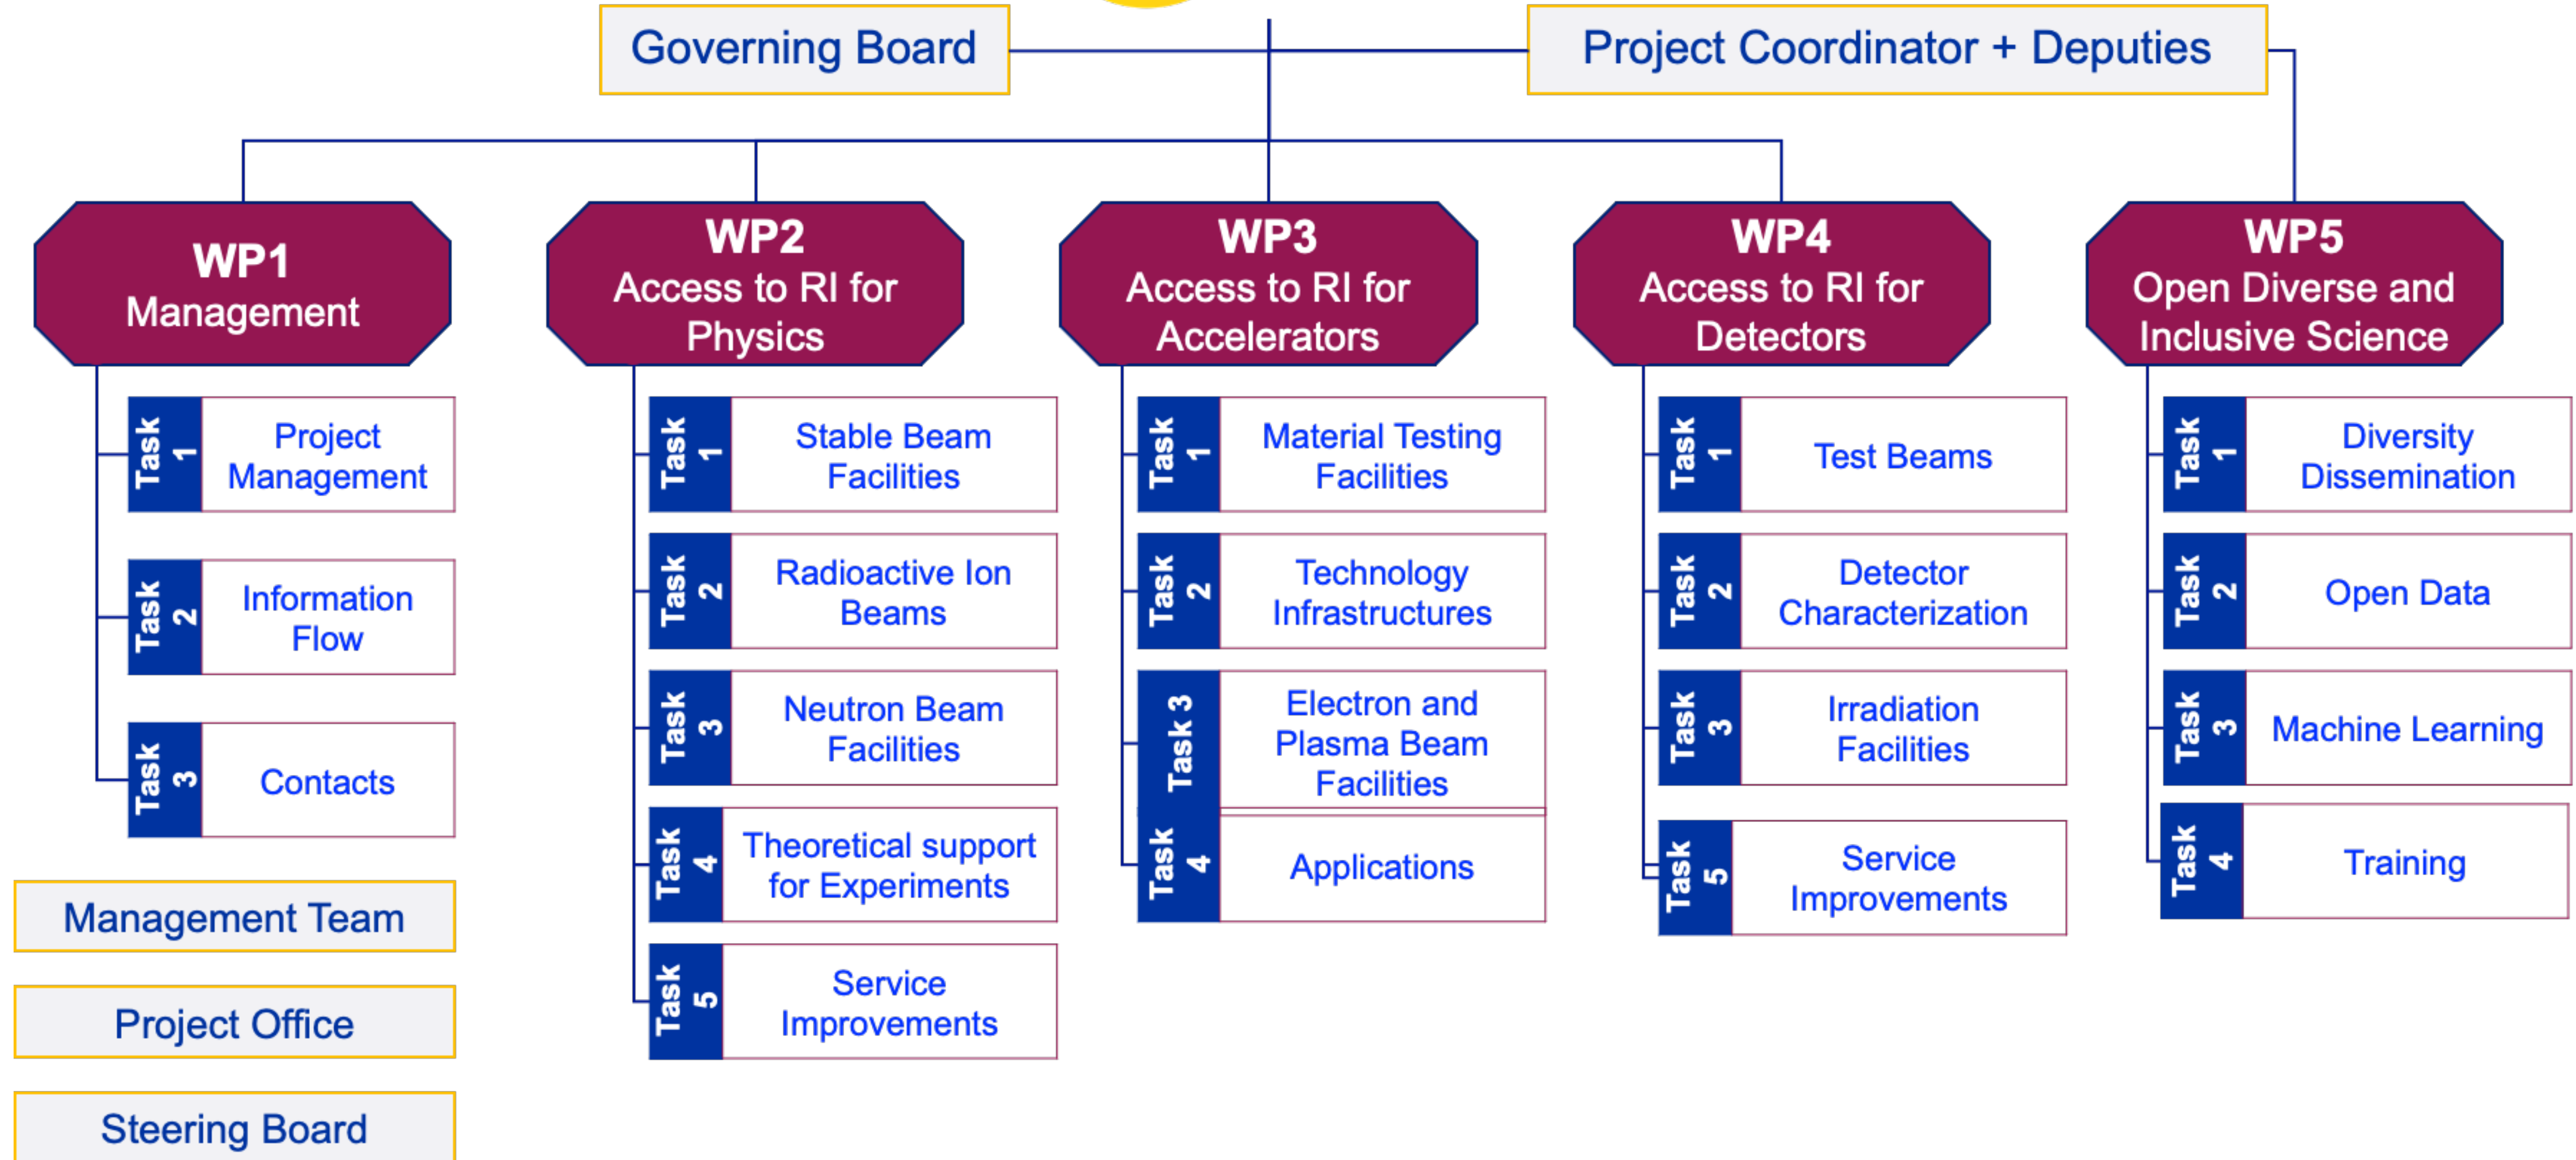 Governing Board
Project Coordinator + Deputies
WP1
Management
Task
1
Project
Management
Task
2
Information
Flow
Task
3
Contacts
Management Team
Project Office
Steering Board
WP2
Access to RI for
Physics
Task
1
Stable Beam
Facilities
Task
2
Radioactive Ion
Beams
Task
3
Neutron Beam
Facilities
Task
4
Theoretical support
for Experiments
Task
5
Service
Improvements
WP3
Access to RI for
Accelerators
Task
1
Material Testing
Facilities
Task
2
Technology
Infrastructures
Task 3
Electron and
Plasma Beam
Facilities
Task
4
Applications
WP4
Access to RI for
Detectors
Task
1
Test Beams
Task
2
Detector
Characterization
Task
3
Irradiation
Facilities
Task
5
Service
Improvements
WP5
Open Diverse and
Inclusive Science
Task
1
Diversity
Dissemination
Task
2
Open Data
Task
3
Machine Learning
Task
4
Training